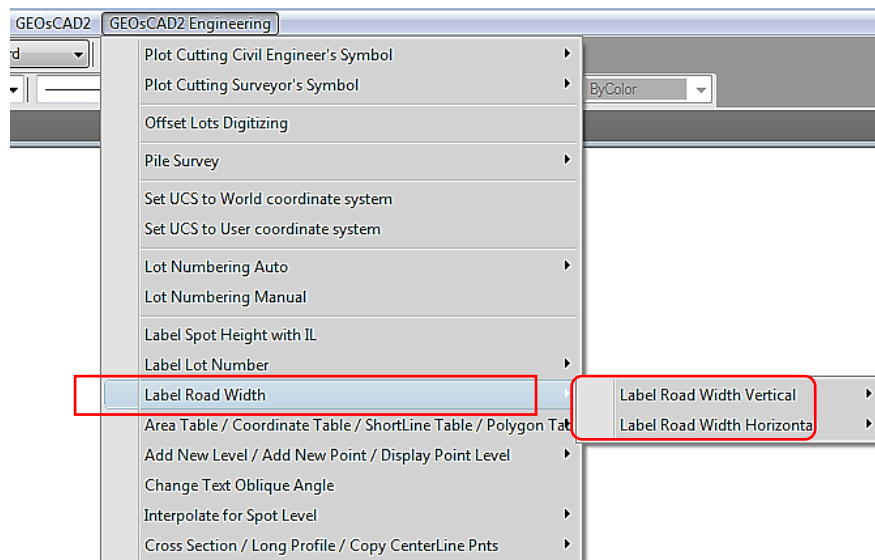 GEOsCAD2 GEOsCAD2 Engineering
rd
Plot Cutting Civil Engineer's Symbol
Plot Cutting Surveyor's Symbol
ByColor
Offset Lots Digitizing
Pile Survey
Set UCS to World coordinate system
Set UCS to User coordinate system
Lot Numbering Auto
Lot Numbering Manual
Label Spot Height with IL
Label Lot Number
Label Road Width
Label Road Width Vertical
Area Table / Coordinate Table / ShortLine Table / Polygon Tab
Label Road Width Horizontal
Add New Level / Add New Point / Display Point Level
Change Text Oblique Angle
Interpolate for Spot Level
Cross Section / Long Profile / Copy CenterLine Pnts